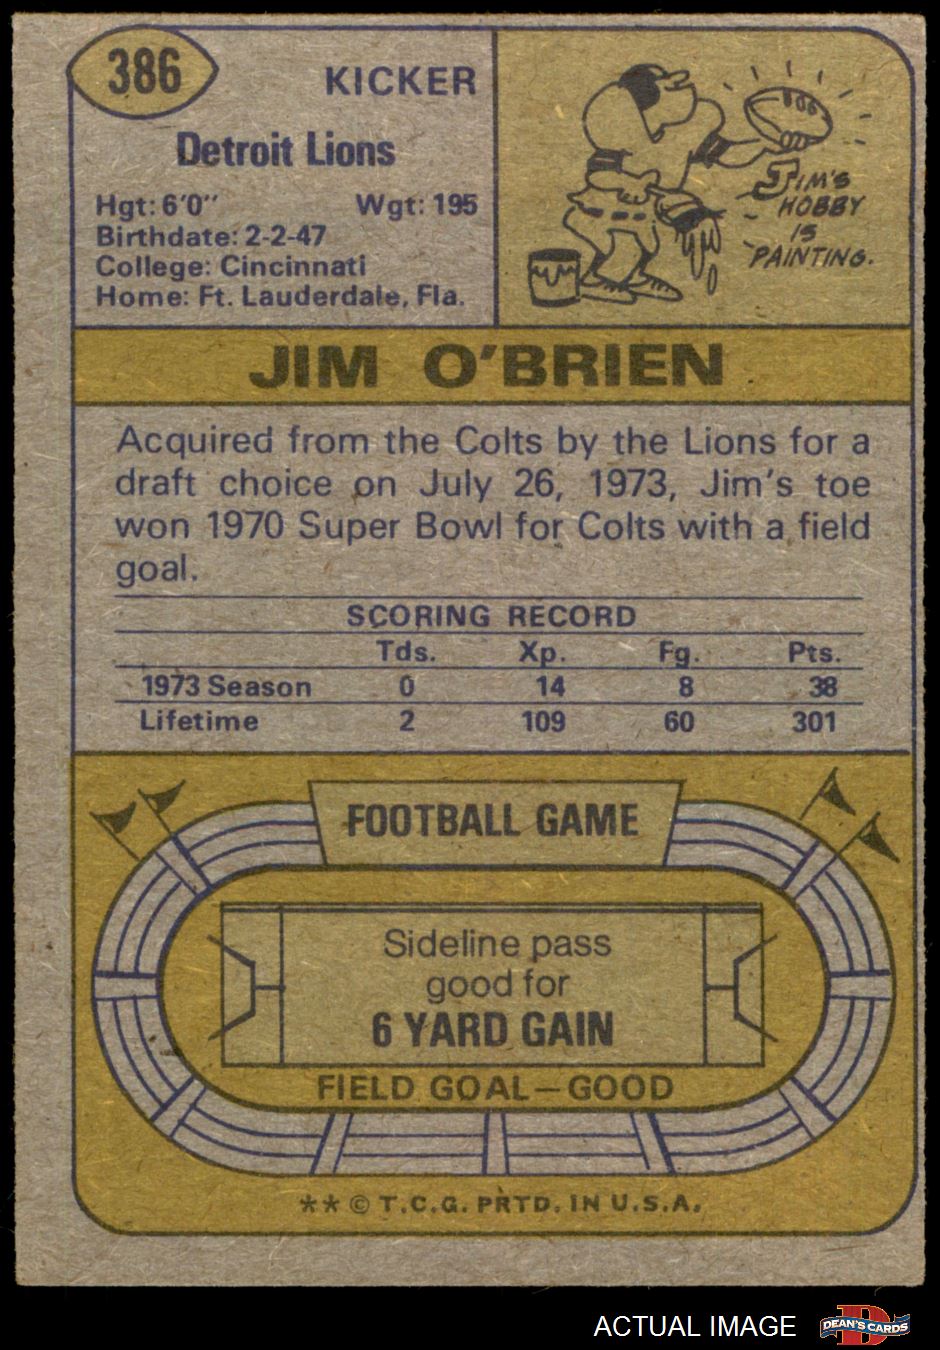 386
KICKER
Detroit Lions
Hgt: 6'0" Wgt: 195
Birthdate: 2-2-47
College: Cincinnati
Home: Ft. Lauderdale, Fla.
JIM'S
HOBBY
IS
PAINTING.
JIM O'BRIEN
Acquired from the Colts by the Lions for a
draft choice on July 26, 1973, Jim's toe
won 1970 Super Bowl for Colts with a field
goal.
SCORING RECORD
Tds. Xp. Fg. Pts.
1973 Season 0 14 8 38
Lifetime 2 109 60 301
FOOTBALL GAME
Sideline pass
good for
6 YARD GAIN
FIELD GOAL—GOOD
** © T.C.G. PRTD. IN U.S.A.
ACTUAL IMAGE
D
DEAN'S CARDS